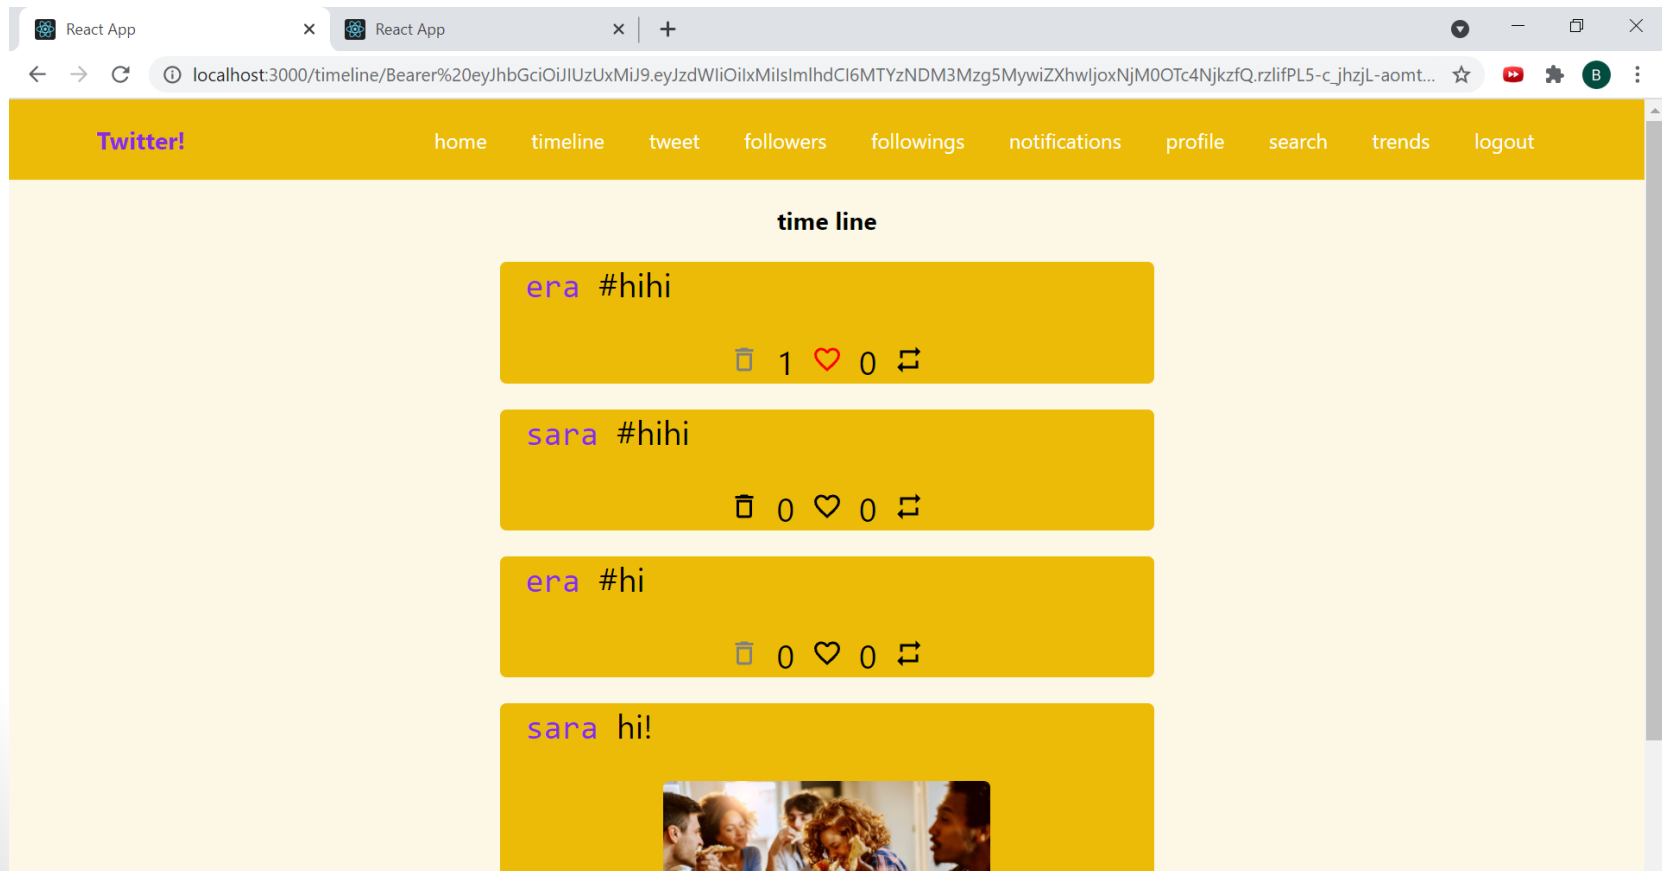 React App
React App
localhost:3000/timeline/Bearer%20eyJhbGciOiJIUzUxMiJ9.eyJzdWIiOiIxMiIsImlhdCI6MTYzNDM3Mzg5MywiZXhwIjoxNjM0OTc4NjkzfQ.rzlifPL5-c_jhzjL-aomt...
B
Twitter! home timeline tweet followers followings notifications profile search trends logout
time line
era #hihi
1 0
sara #hihi
0 0
era #hi
0 0
sara hi!